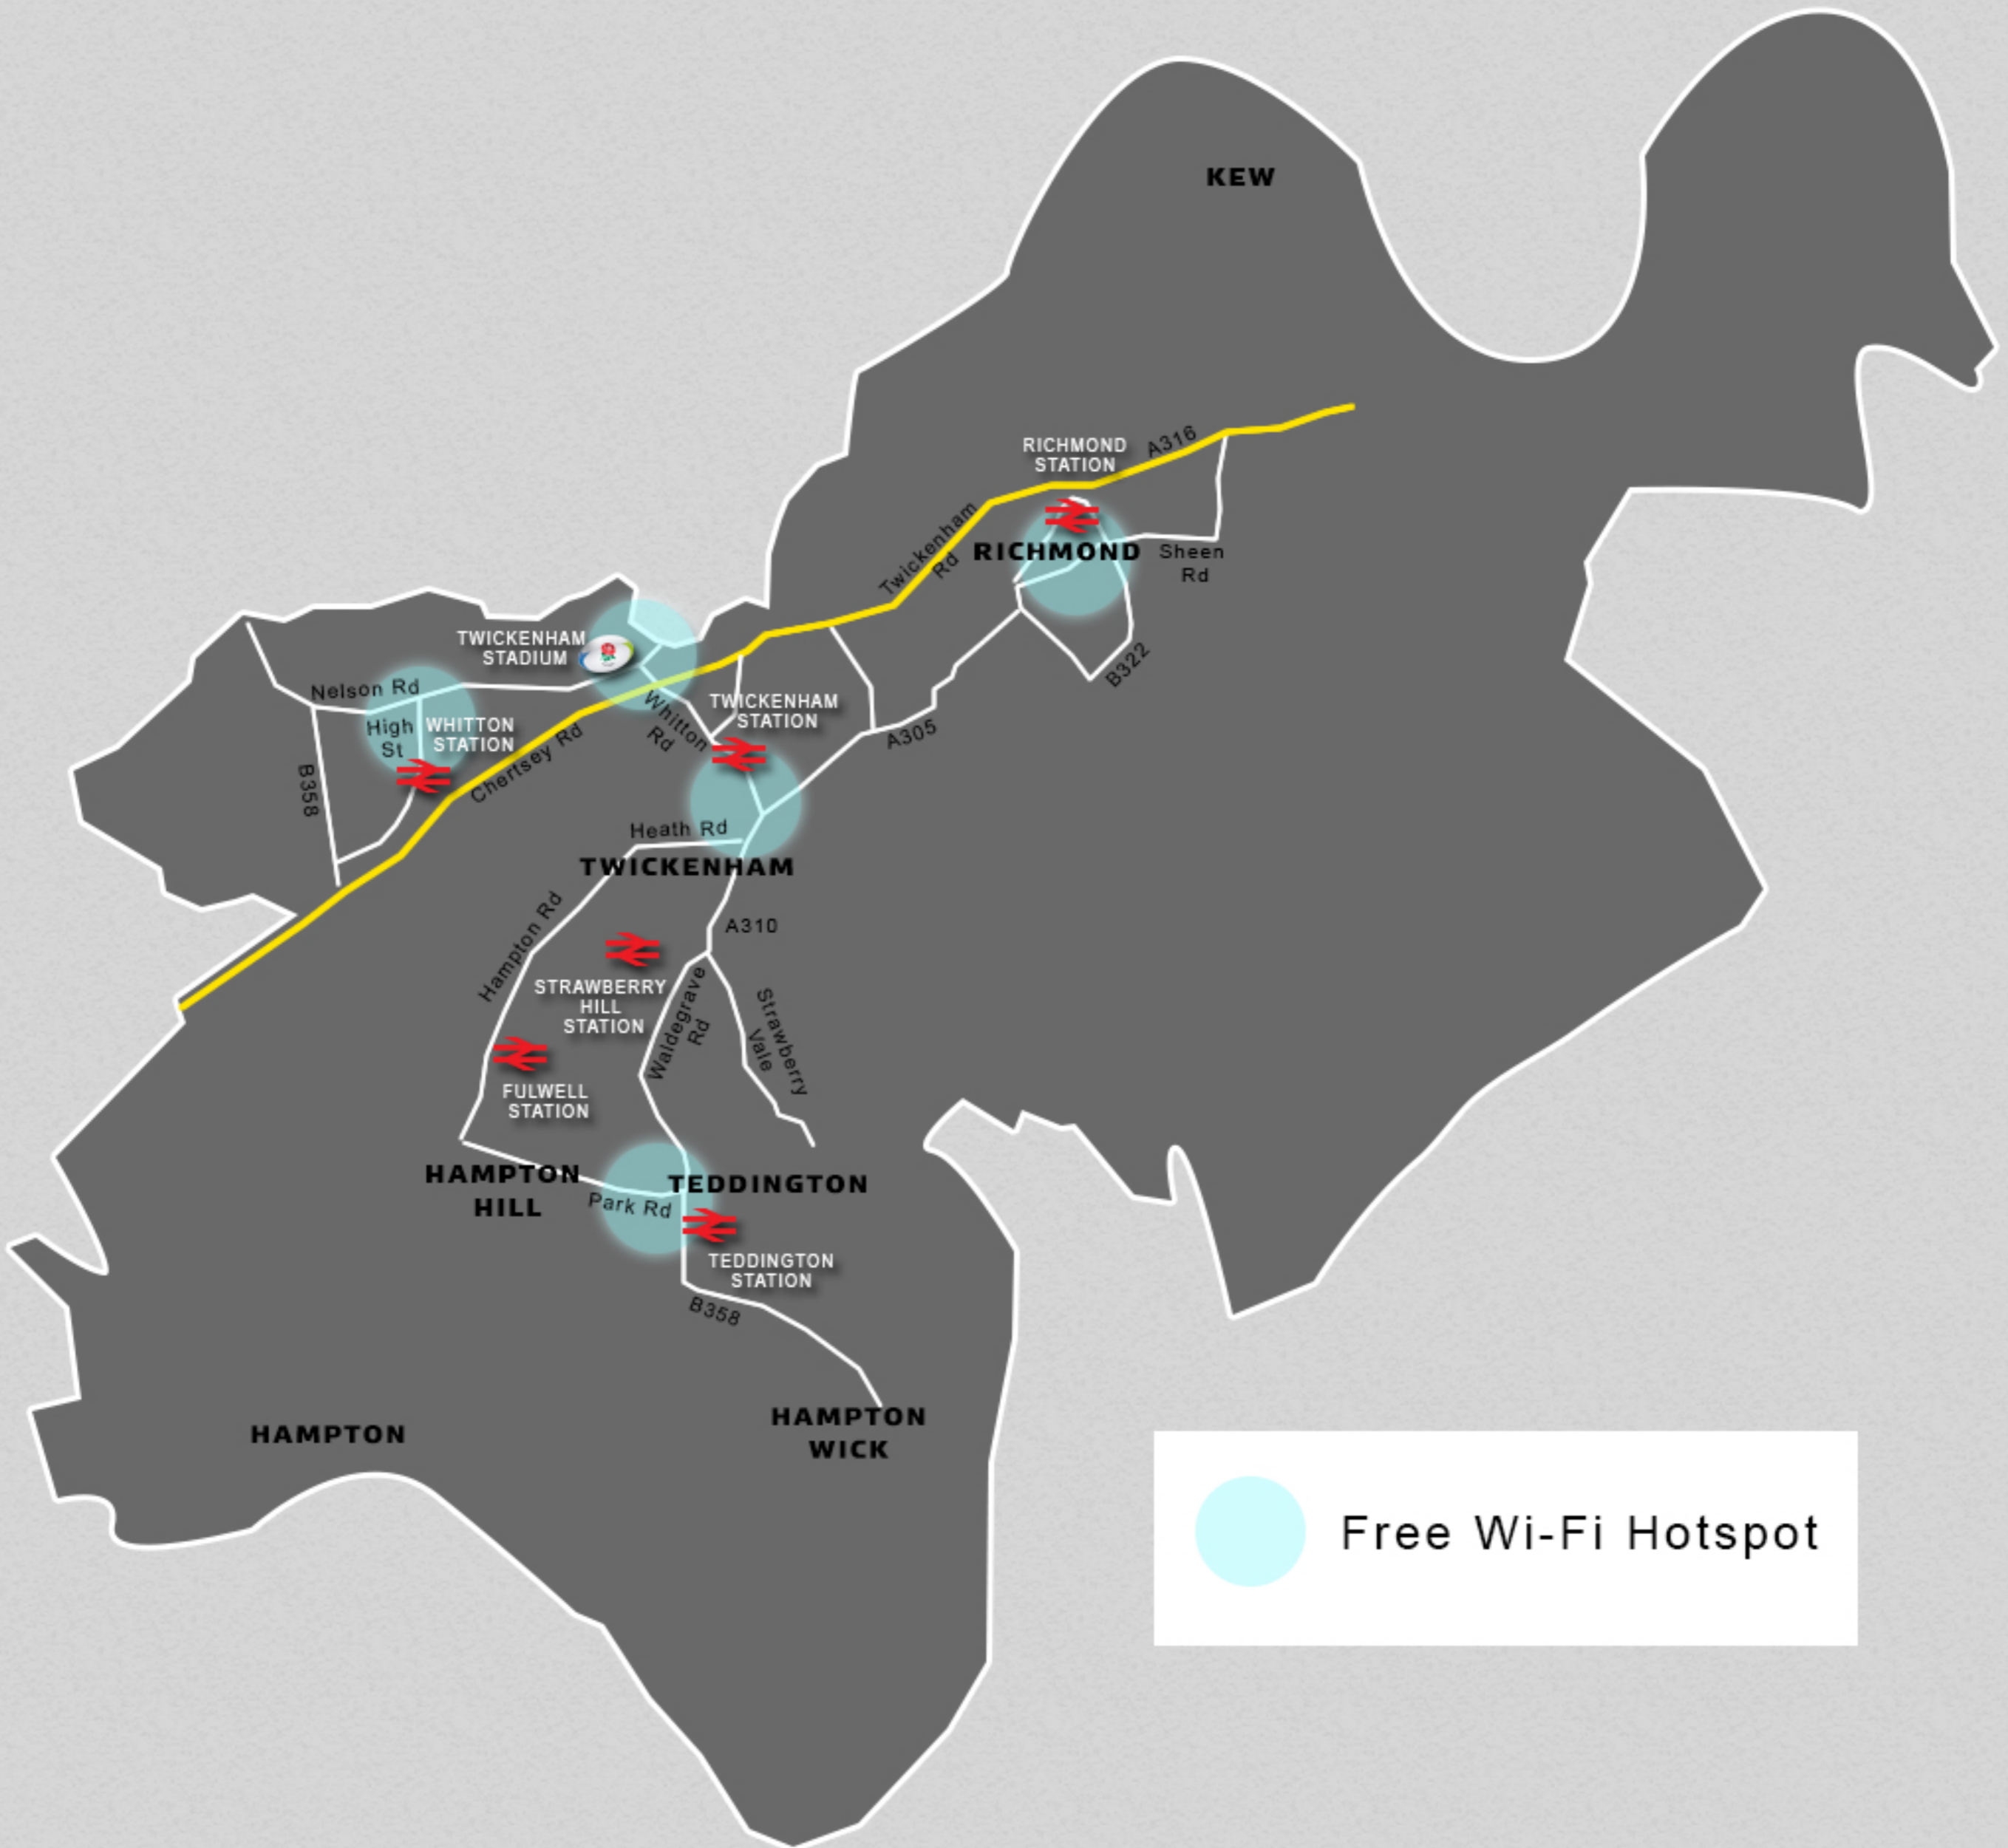 KEW
RICHMOND
STATION
A316
Twickenham
Rd
RICHMOND
Sheen
Rd
B322
TWICKENHAM
STADIUM
Nelson Rd
High
St
WHITTON
STATION
B358
Chertsey Rd
Whitton
Rd
TWICKENHAM
STATION
A305
Heath Rd
TWICKENHAM
A310
Hampton Rd
STRAWBERRY
HILL
STATION
Waldegrave
Rd
Strawberry
Vale
FULWELL
STATION
HAMPTON
HILL
Park Rd
TEDDINGTON
TEDDINGTON
STATION
B358
HAMPTON
WICK
HAMPTON
Free Wi-Fi Hotspot